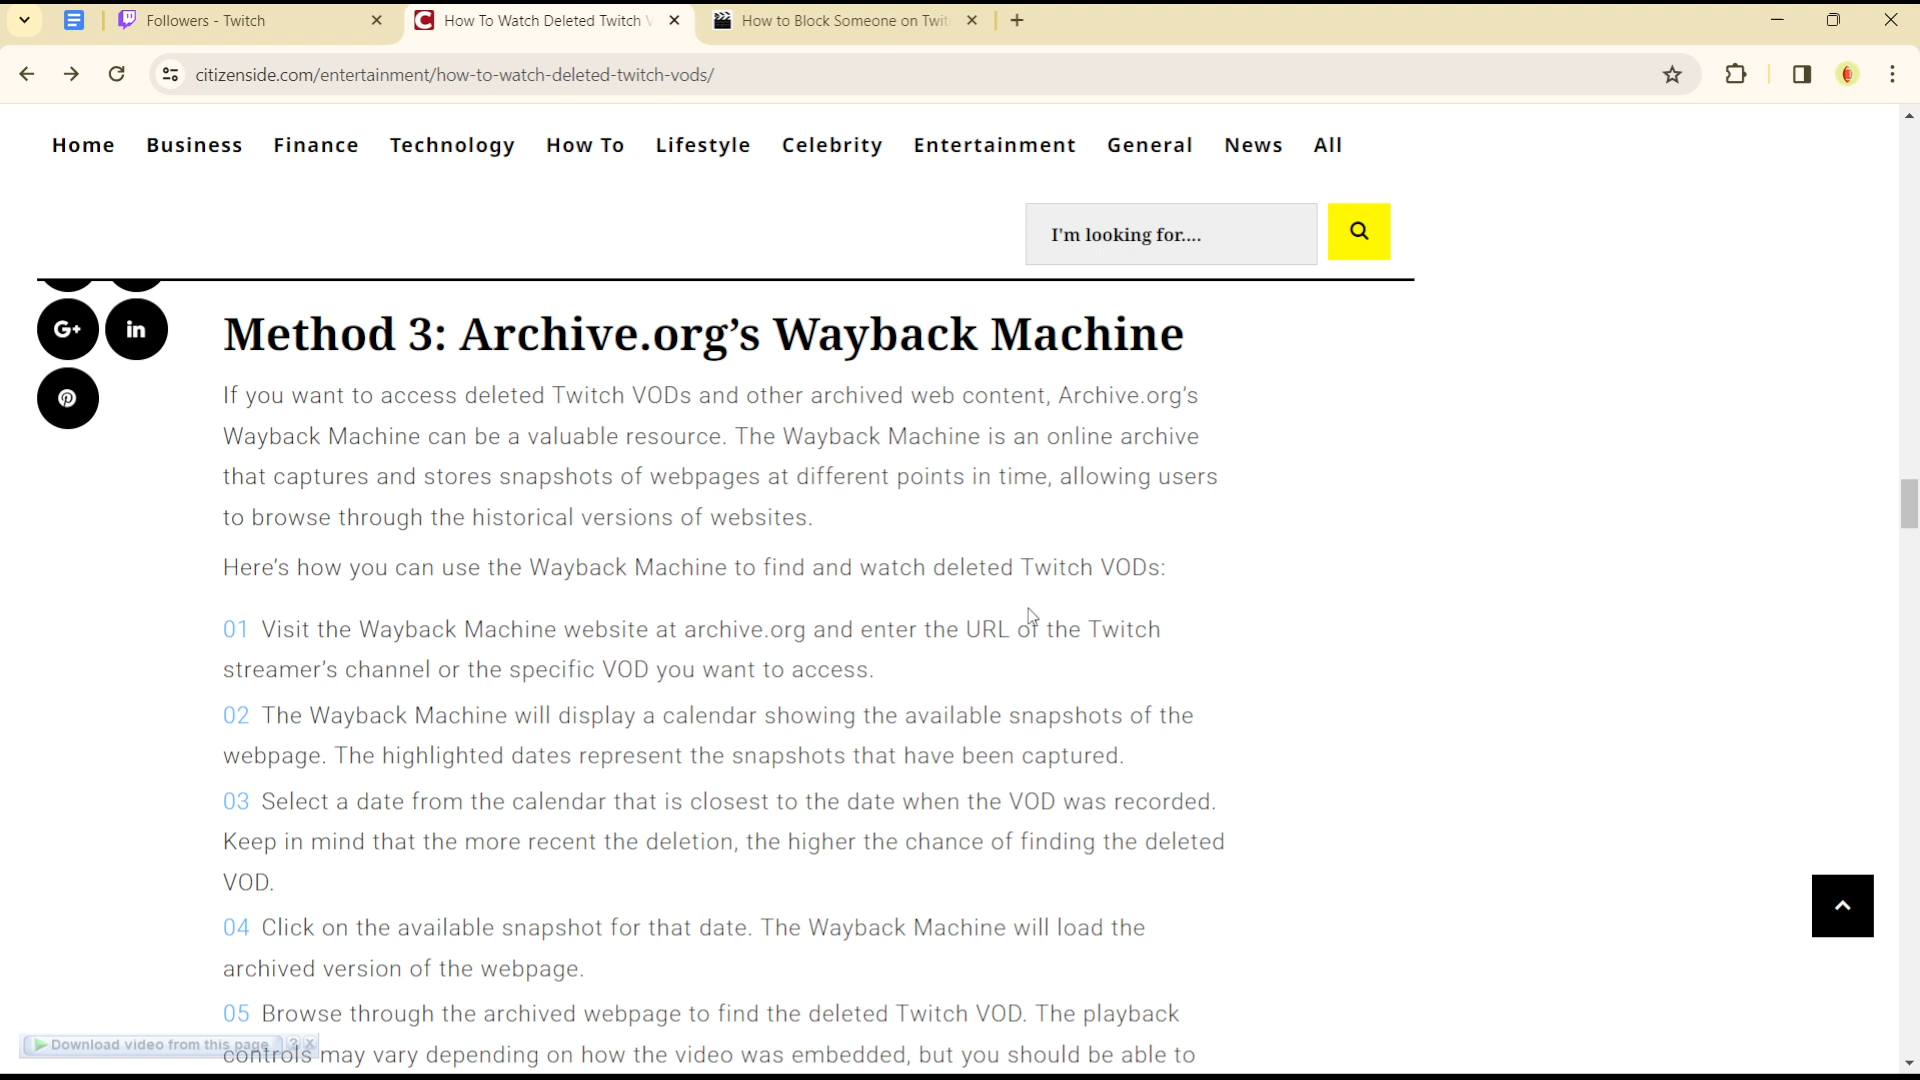 Followers - Twitch
How To Watch Deleted Twitch V
How to Block Someone on Twit
citizenside.com/entertainment/how-to-watch-deleted-twitch-vods/
Home Business Finance Technology How To Lifestyle Celebrity Entertainment General News All
I'm looking for....
G+ in
Method 3: Archive.org’s Wayback Machine
If you want to access deleted Twitch VODs and other archived web content, Archive.org’s
Wayback Machine can be a valuable resource. The Wayback Machine is an online archive
that captures and stores snapshots of webpages at different points in time, allowing users
to browse through the historical versions of websites.
Here’s how you can use the Wayback Machine to find and watch deleted Twitch VODs:
01 Visit the Wayback Machine website at archive.org and enter the URL of the Twitch
streamer’s channel or the specific VOD you want to access.
02 The Wayback Machine will display a calendar showing the available snapshots of the
webpage. The highlighted dates represent the snapshots that have been captured.
03 Select a date from the calendar that is closest to the date when the VOD was recorded.
Keep in mind that the more recent the deletion, the higher the chance of finding the deleted
VOD.
04 Click on the available snapshot for that date. The Wayback Machine will load the
archived version of the webpage.
05 Browse through the archived webpage to find the deleted Twitch VOD. The playback
controls may vary depending on how the video was embedded, but you should be able to
Download video from this page ? X